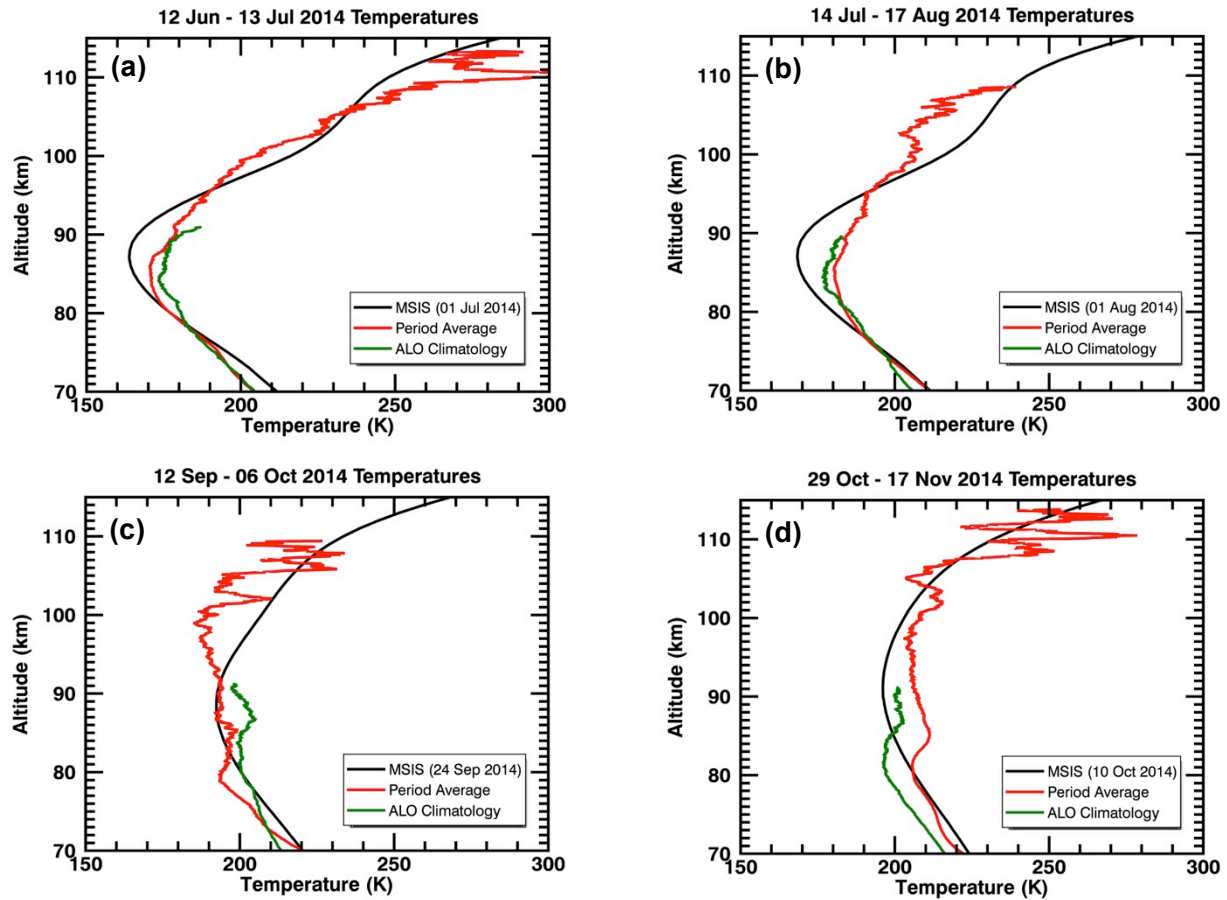 12 Jun - 13 Jul 2014 Temperatures
(a)
110
100
90
80
70
Altitude (km)
MSIS (01 Jul 2014)
Period Average
ALO Climatology
150 200 250 300
Temperature (K)
14 Jul - 17 Aug 2014 Temperatures
(b)
110
100
90
80
70
Altitude (km)
MSIS (01 Aug 2014)
Period Average
ALO Climatology
150 200 250 300
Temperature (K)
12 Sep - 06 Oct 2014 Temperatures
(c)
110
100
90
80
70
Altitude (km)
MSIS (24 Sep 2014)
Period Average
ALO Climatology
150 200 250 300
Temperature (K)
29 Oct - 17 Nov 2014 Temperatures
(d)
110
100
90
80
70
Altitude (km)
MSIS (10 Oct 2014)
Period Average
ALO Climatology
150 200 250 300
Temperature (K)